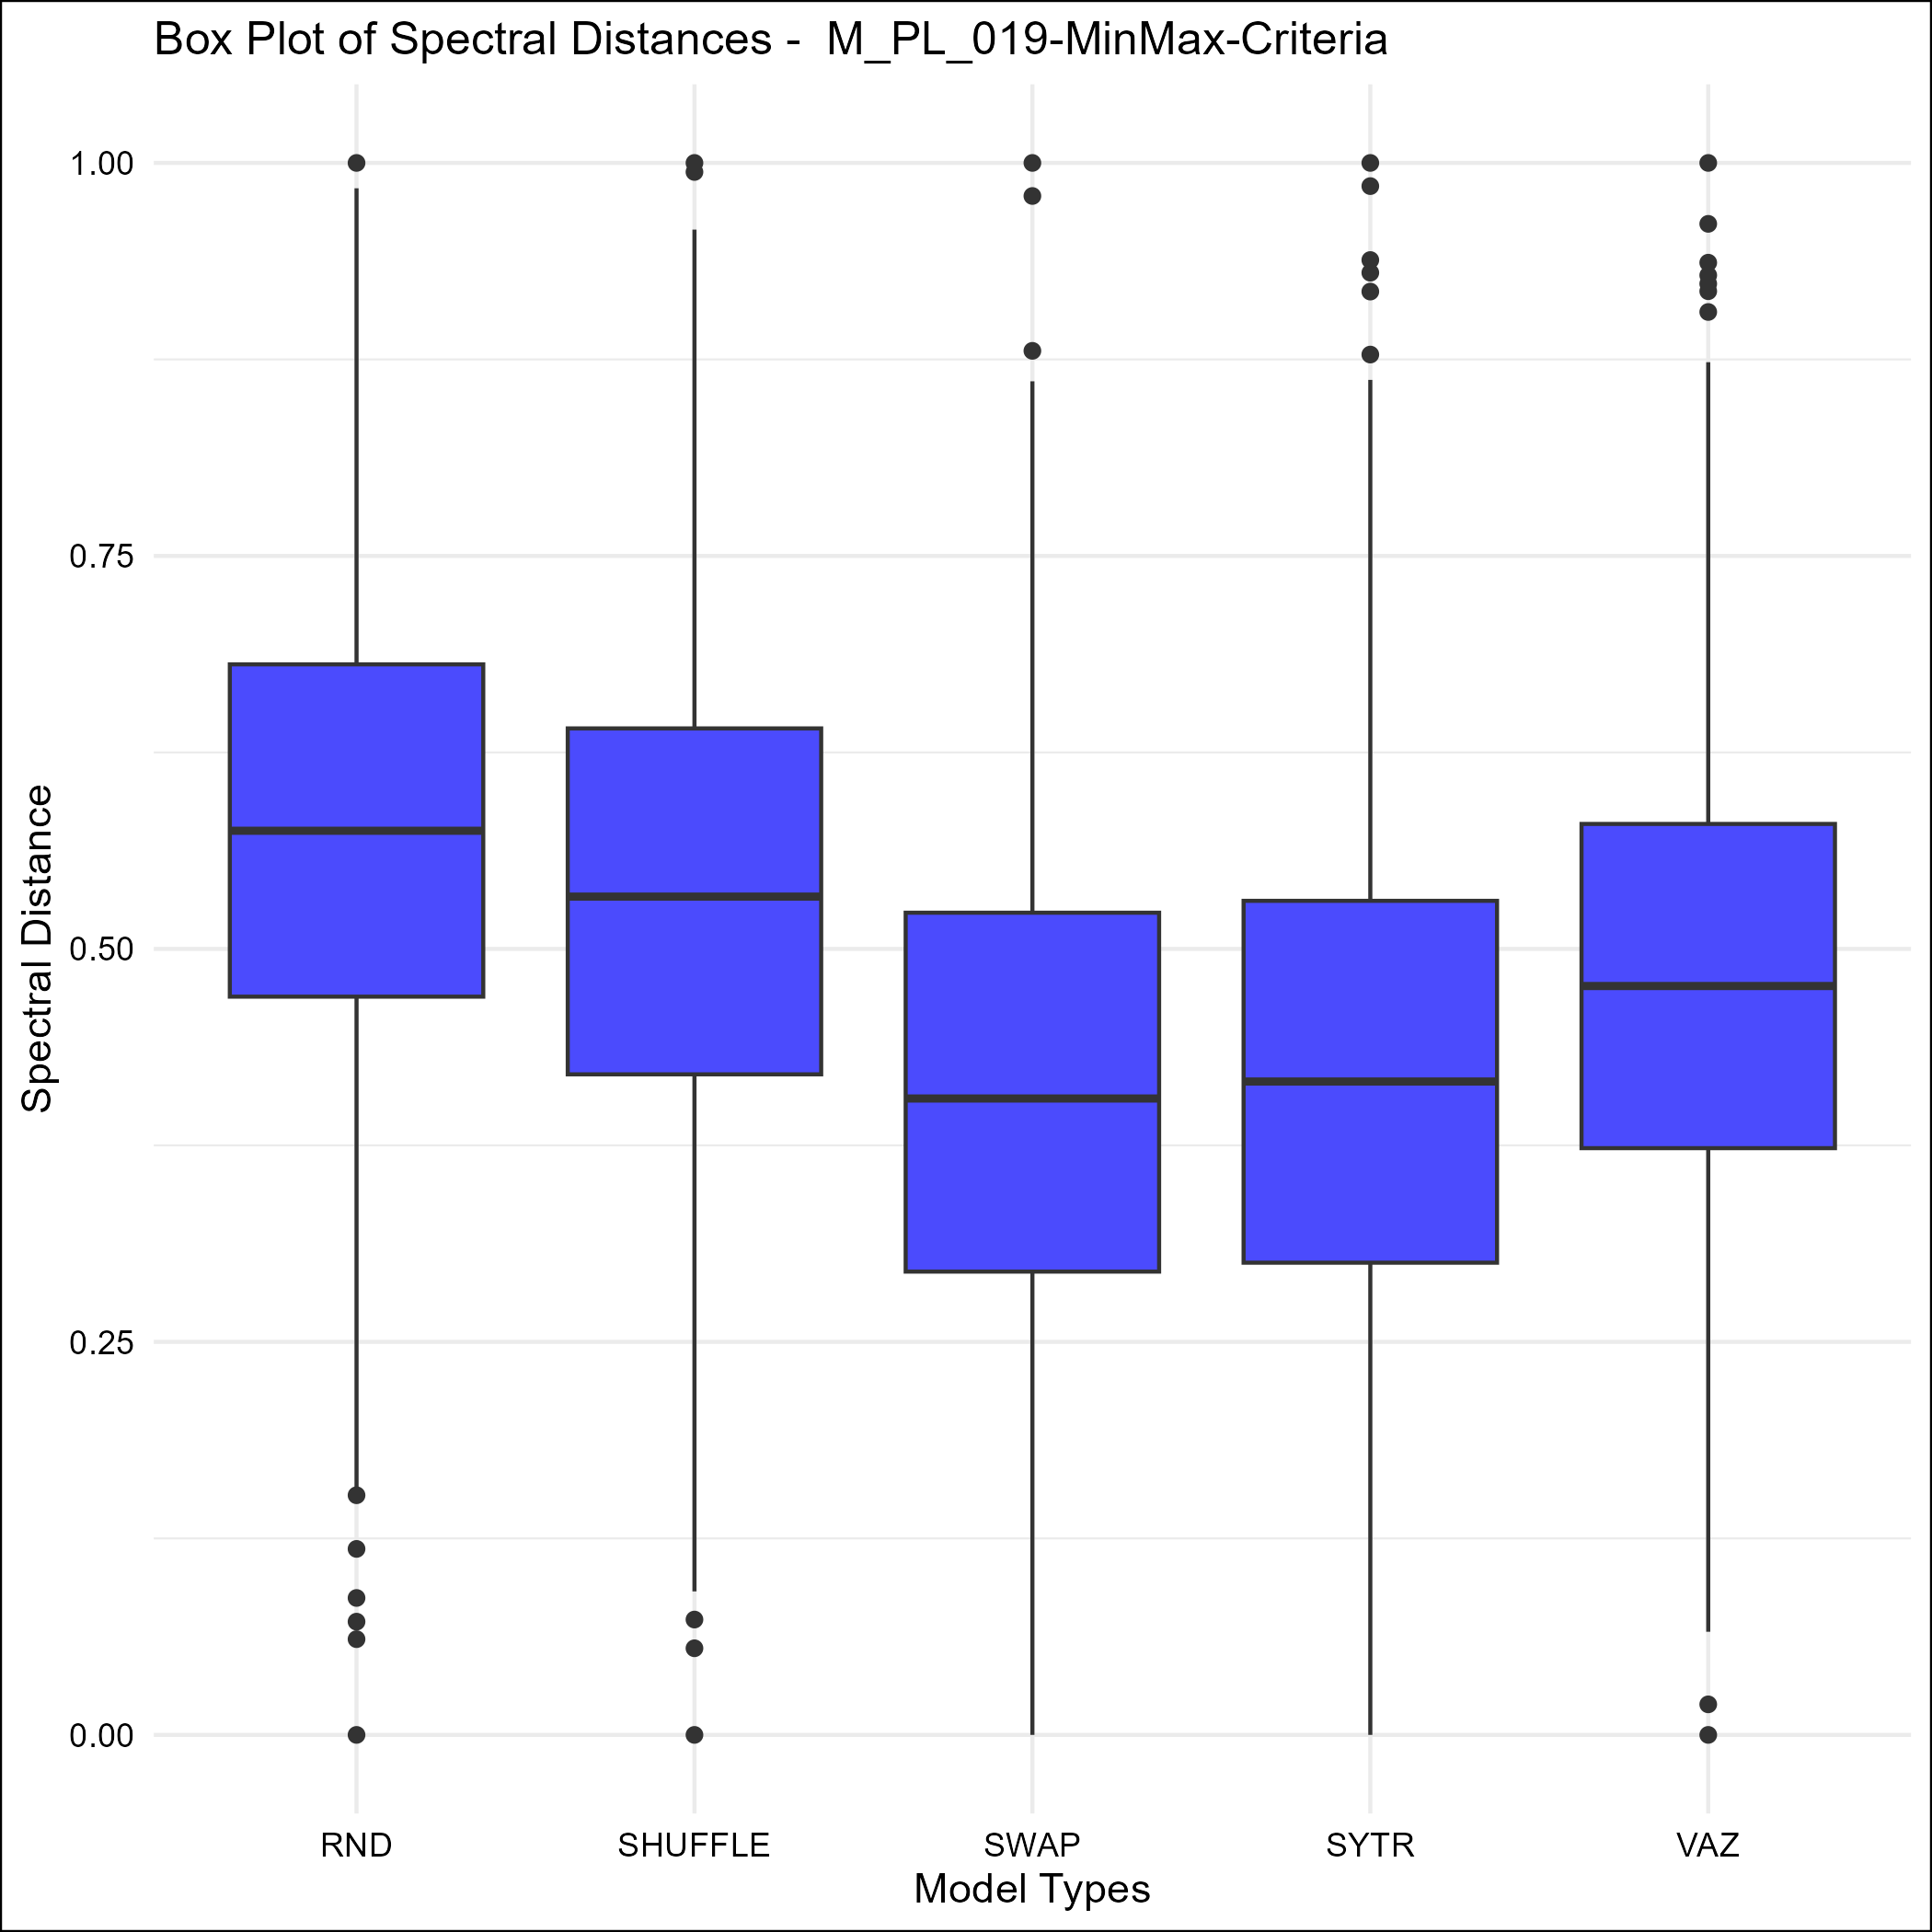 Box Plot of Spectral Distances -  M_PL_019-MinMax-Criteria
1.00
0.75
0.50
0.25
0.00
Spectral Distance
RND SHUFFLE SWAP SYTR VAZ
Model Types